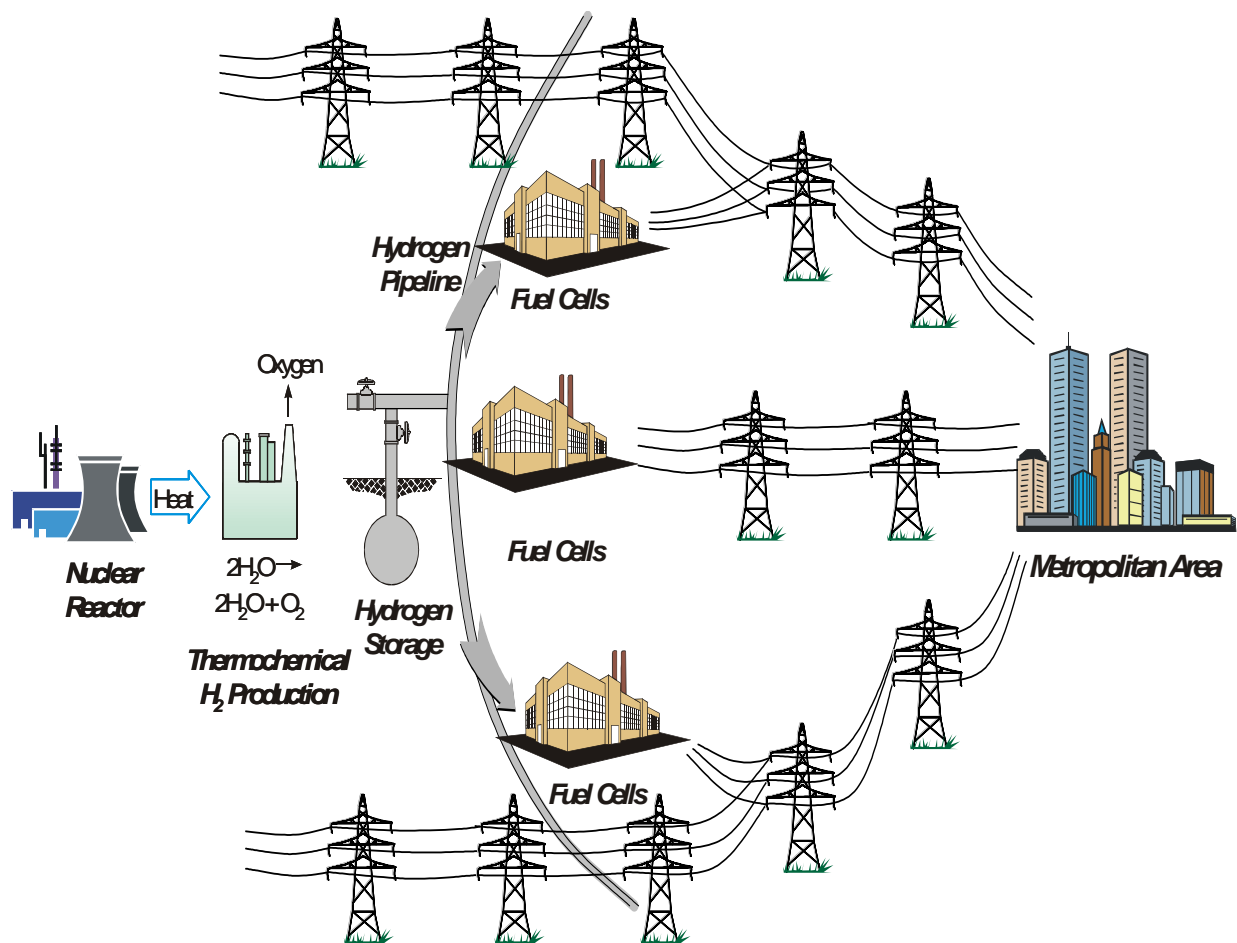 Hydrogen
Pipeline
Fuel Cells
Oxygen
Heat
Nuclear
Reactor
2H₂O→
2H₂O+O₂
Thermochemical
H₂ Production
Hydrogen
Storage
Fuel Cells
Metropolitan Area
Fuel Cells